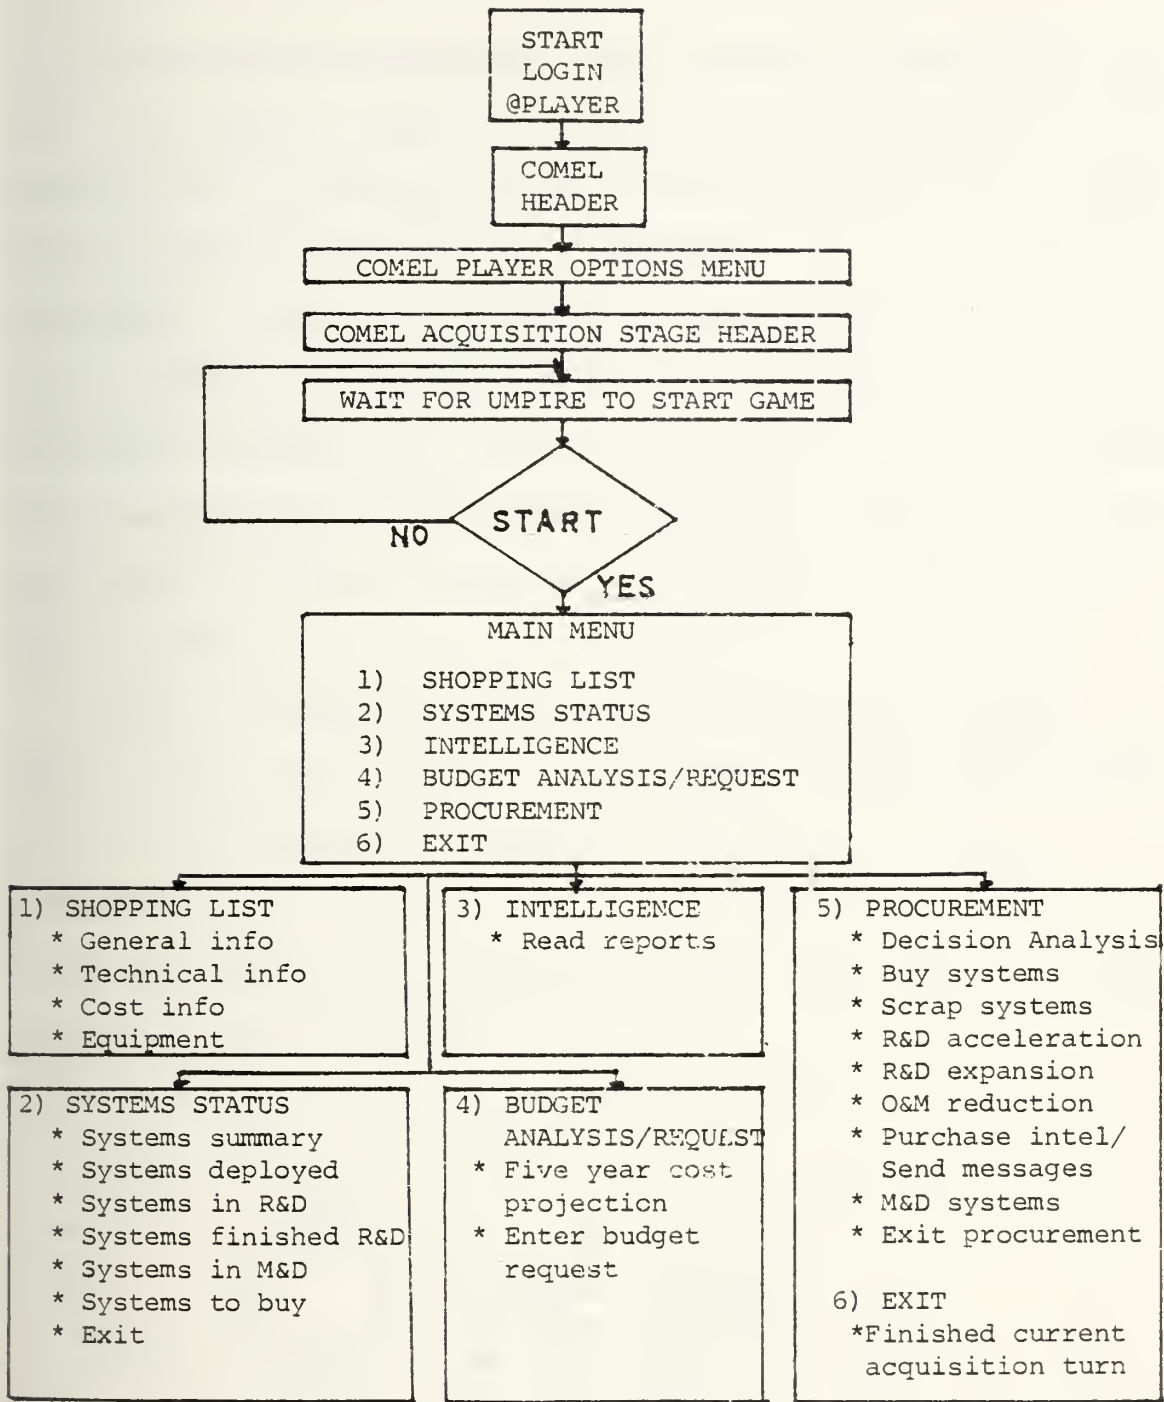 START
LOGIN
@PLAYER
COMEL
HEADER
COMEL PLAYER OPTIONS MENU
COMEL ACQUISITION STAGE HEADER
WAIT FOR UMPIRE TO START GAME
START
NO
YES
MAIN MENU
1) SHOPPING LIST
2) SYSTEMS STATUS
3) INTELLIGENCE
4) BUDGET ANALYSIS/REQUEST
5) PROCUREMENT
6) EXIT
1) SHOPPING LIST
* General info
* Technical info
* Cost info
* Equipment
2) SYSTEMS STATUS
* Systems summary
* Systems deployed
* Systems in R&D
* Systems finished R&D
* Systems in M&D
* Systems to buy
* Exit
3) INTELLIGENCE
* Read reports
4) BUDGET
ANALYSIS/REQUEST
* Five year cost
projection
* Enter budget
request
5) PROCUREMENT
* Decision Analysis
* Buy systems
* Scrap systems
* R&D acceleration
* R&D expansion
* O&M reduction
* Purchase intel/
Send messages
* M&D systems
* Exit procurement
6) EXIT
*Finished current
acquisition turn